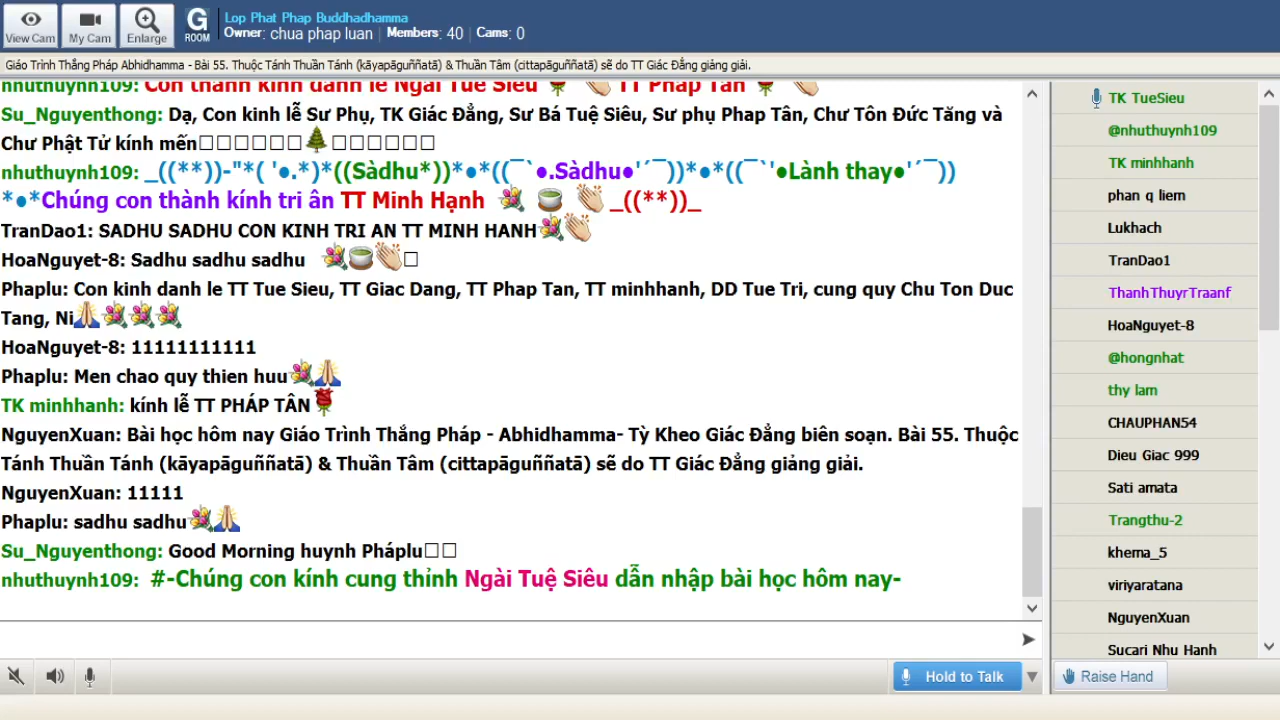 View Cam
My Cam
Enlarge
G
ROOM
Lop Phat Phap Buddhadhamma
Owner: chua phap luan | Members: 40 | Cams: 0
Giáo Trình Thắng Pháp Abhidhamma - Bài 55. Thuộc Tánh Thuần Tánh (kāyapāguññatā) & Thuần Tâm (cittapāguññatā) sẽ do TT Giác Đẳng giảng giải.
nhuthuynh109: Con thành kính đảnh lễ Ngài Tuệ Siêu 🌹 👏 TT Pháp Tân 🌹 👏
Su_Nguyenthong: Dạ, Con kinh lễ Sư Phụ, TK Giác Đẳng, Sư Bá Tuệ Siêu, Sư phụ Phap Tân, Chư Tôn Đức Tăng và
Chư Phật Tử kính mến□□□□□□🌲□□□□□□
nhuthuynh109: _((**))-"*( '●.*)*((Sàdhu*))*●*((¯`●.Sàdhu●'´¯))*●*((¯`'●Lành thay●'´¯))
*●*Chúng con thành kính tri ân TT Minh Hạnh 💐 🍵 👏 _((**))_
TranDao1: SADHU SADHU CON KINH TRI AN TT MINH HANH💐👏
HoaNguyet-8: Sadhu sadhu sadhu 💐🍵👏□
Phaplu: Con kinh danh le TT Tue Sieu, TT Giac Dang, TT Phap Tan, TT minhhanh, DD Tue Tri, cung quy Chu Ton Duc
Tang, Ni🙏💐💐💐
HoaNguyet-8: 11111111111
Phaplu: Men chao quy thien huu💐🙏
TK minhhanh: kính lễ TT PHÁP TÂN🌹
NguyenXuan: Bài học hôm nay Giáo Trình Thắng Pháp - Abhidhamma- Tỳ Kheo Giác Đẳng biên soạn. Bài 55. Thuộc
Tánh Thuần Tánh (kāyapāguññatā) & Thuần Tâm (cittapāguññatā) sẽ do TT Giác Đẳng giảng giải.
NguyenXuan: 11111
Phaplu: sadhu sadhu💐🙏
Su_Nguyenthong: Good Morning huynh Pháplu□□
nhuthuynh109: #-Chúng con kính cung thỉnh Ngài Tuệ Siêu dẫn nhập bài học hôm nay-
Hold to Talk
TK TueSieu
@nhuthuynh109
TK minhhanh
phan q liem
Lukhach
TranDao1
ThanhThuyrTraanf
HoaNguyet-8
@hongnhat
thy lam
CHAUPHAN54
Dieu Giac 999
Sati amata
Trangthu-2
khema_5
viriyaratana
NguyenXuan
Sucari Nhu Hanh
Raise Hand